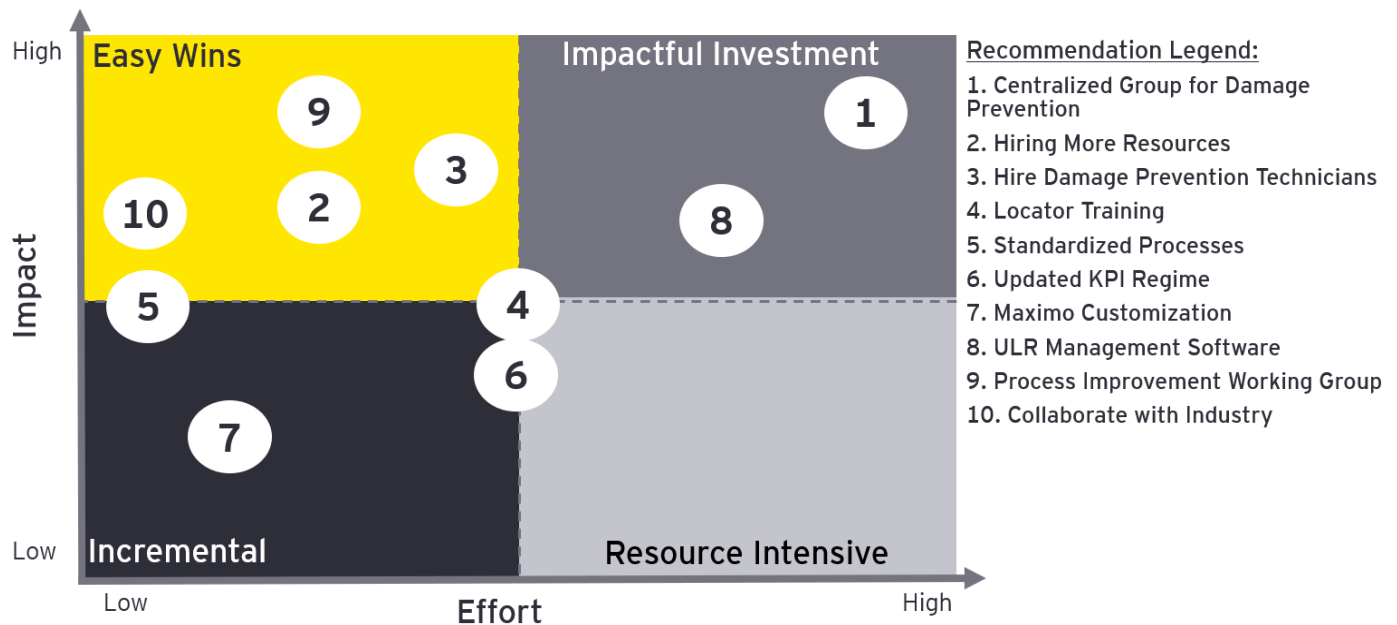 High
Easy Wins
Impactful Investment
9
1
3
2
10
8
5
4
6
7
Impact
Low
Incremental
Resource Intensive
Low
Effort
High
Recommendation Legend:
1. Centralized Group for Damage
Prevention
2. Hiring More Resources
3. Hire Damage Prevention Technicians
4. Locator Training
5. Standardized Processes
6. Updated KPI Regime
7. Maximo Customization
8. ULR Management Software
9. Process Improvement Working Group
10. Collaborate with Industry